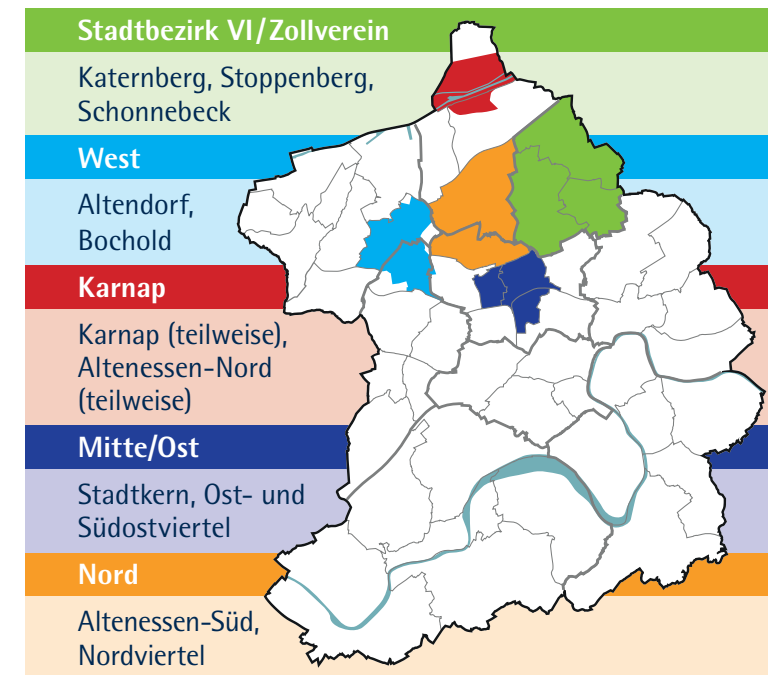 Stadtbezirk VI/Zollverein
Katernberg, Stoppenberg,
Schonnebeck
West
Altendorf,
Bochold
Karnap
Karnap (teilweise),
Altenessen-Nord
(teilweise)
Mitte/Ost
Stadtkern, Ost- und
Südostviertel
Nord
Altenessen-Süd,
Nordviertel